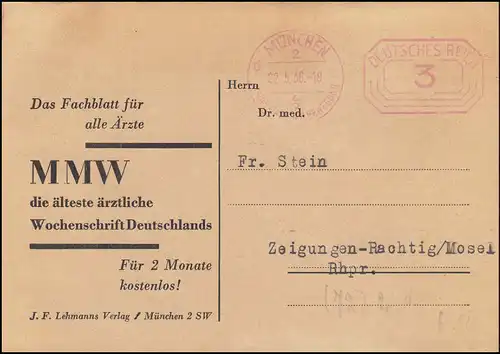 MÜNCHEN
2
DEUTSCHES REICH
3
Das Fachblatt für
alle Ärzte
MMW
die älteste ärztliche
Wochenschrift Deutschlands
Für 2 Monate
kostenlos!
J. F. Lehmanns Verlag / München 2 SW
Herrn
Dr. med.
Fr. Stein
Zeigungen-Rachtig/Mosel
Rhpr.